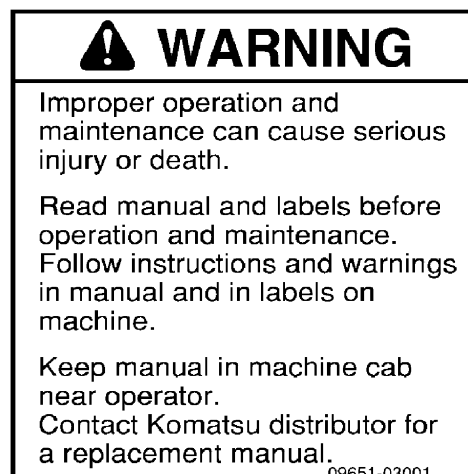 WARNING
Improper operation and
maintenance can cause serious
injury or death.
Read manual and labels before
operation and maintenance.
Follow instructions and warnings
in manual and in labels on
machine.
Keep manual in machine cab
near operator.
Contact Komatsu distributor for
a replacement manual.
09651-03001